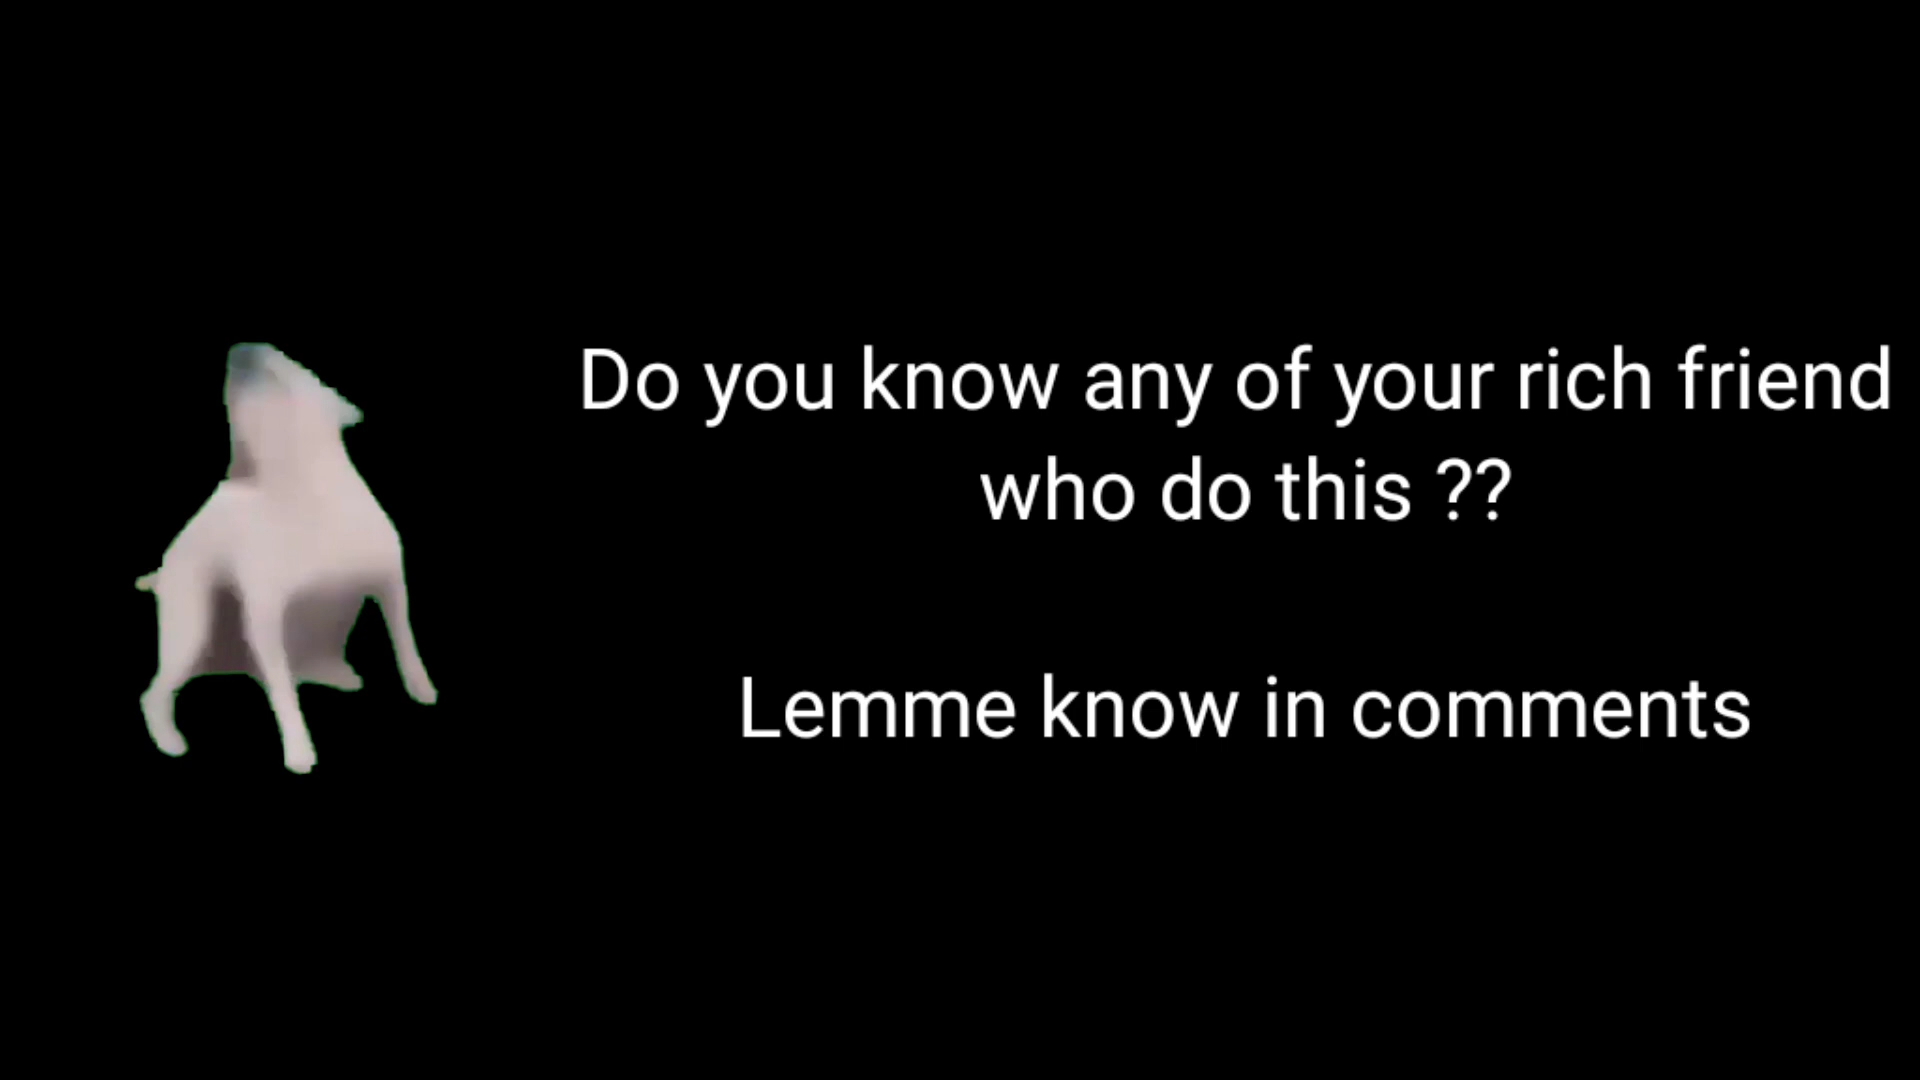 Do you know any of your rich friend
who do this ??
Lemme know in comments